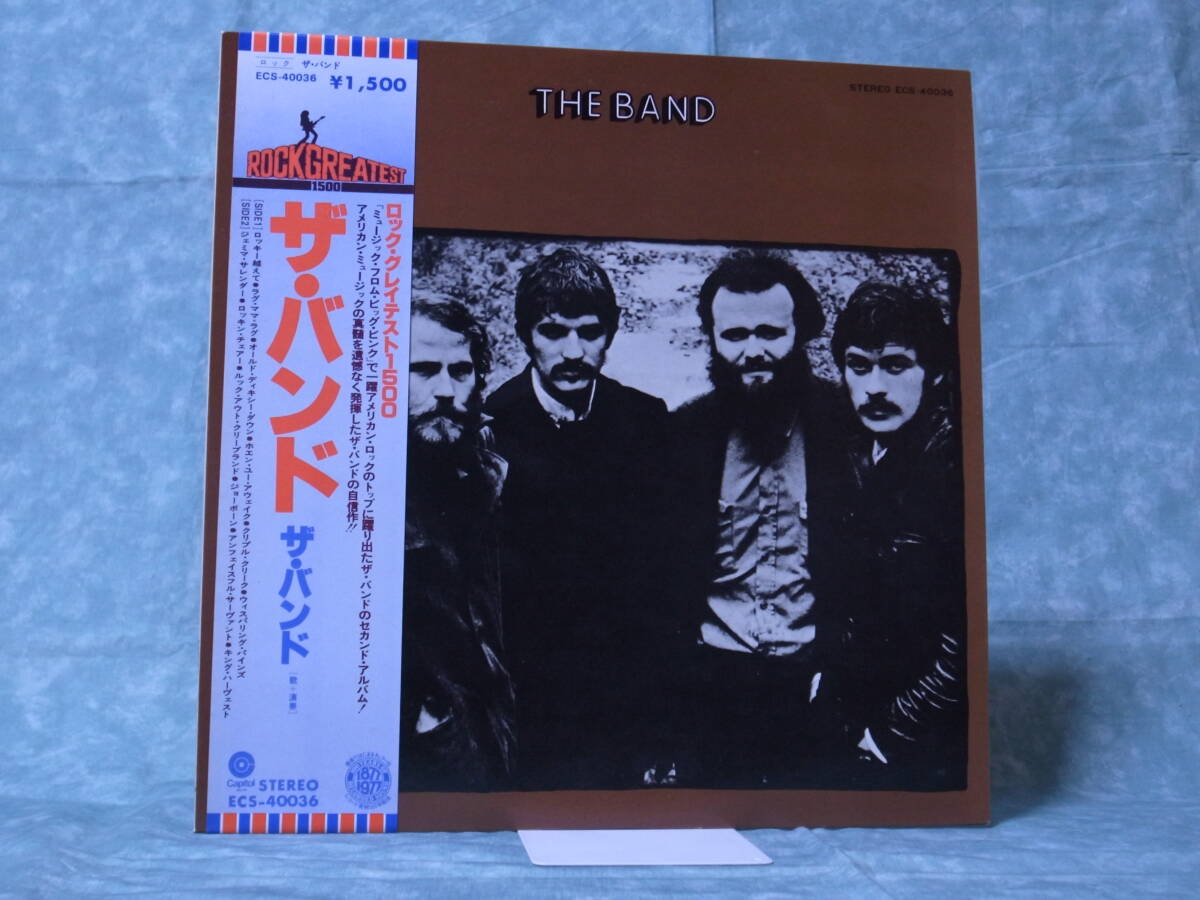 ロック ザ・バンド
ECS-40036 ¥1,500
ROCK GREATEST
1500
ロック・グレイテスト1500
「ミュージック・フロム・ビッグ・ピンク」で一躍アメリカン・ロックのトップに躍り出たザ・バンドのセカンド・アルバム!
アメリカン・ミュージックの真髄を遺憾なく発揮したザ・バンドの自信作!!
ザ・バンド
ザ・バンド [歌・演奏]
[SIDE1]ロッキー越えて●ラグ・ママ・ラグ●オールド・ディキシー・ダウン●ホエン・ユー・アウェイク●クリプル・クリーク●ウィスパリング・パインズ
[SIDE2]ジェミマ・サレンダー●ロッキン・チェアー●ルック・アウト・クリーブランド●ジョーボーン●アンフェイスフル・サーヴァント●キング・ハーヴェスト
Capitol
STEREO
ECS-40036
1877
1977
THE BAND
STEREO ECS-40036